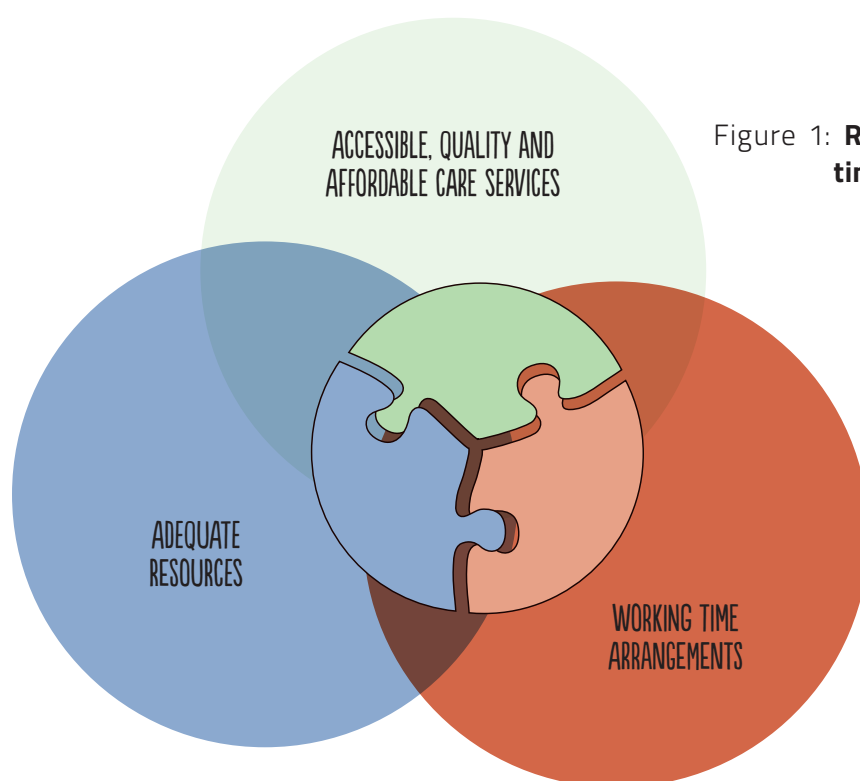 ACCESSIBLE, QUALITY AND
AFFORDABLE CARE SERVICES
Figure 1:
ADEQUATE
RESOURCES
WORKING TIME
ARRANGEMENTS